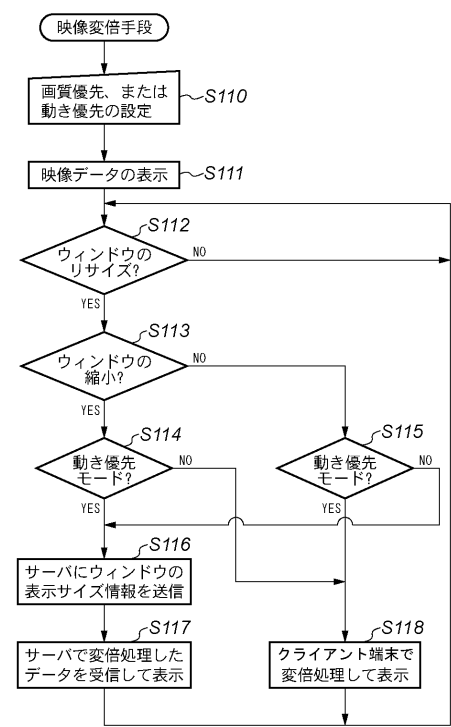 映像変倍手段
画質優先、または
動き優先の設定
S110
映像データの表示
S111
S112
ウィンドウの
リサイズ?
NO
YES
S113
ウィンドウの
縮小?
NO
YES
S114
動き優先
モード?
NO
YES
S115
動き優先
モード?
NO
YES
S116
サーバにウィンドウの
表示サイズ情報を送信
S117
サーバで変倍処理した
データを受信して表示
S118
クライアント端末で
変倍処理して表示